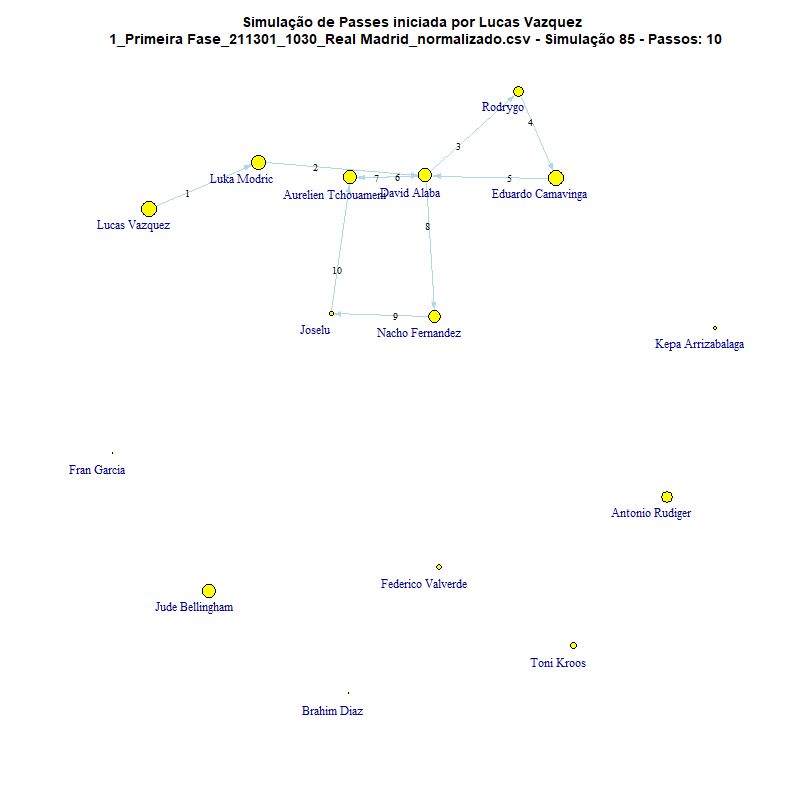 Simulação de Passes iniciada por Lucas Vazquez
1_Primeira Fase_211301_1030_Real Madrid_normalizado.csv - Simulação 85 - Passos: 10
Rodrygo
4
3
Luka Modric
2
Aurelien Tchouameni
7
6
David Alaba
5
Eduardo Camavinga
1
Lucas Vazquez
8
10
Joselu
9
Nacho Fernandez
Kepa Arrizabalaga
Fran Garcia
Antonio Rudiger
Federico Valverde
Jude Bellingham
Toni Kroos
Brahim Diaz